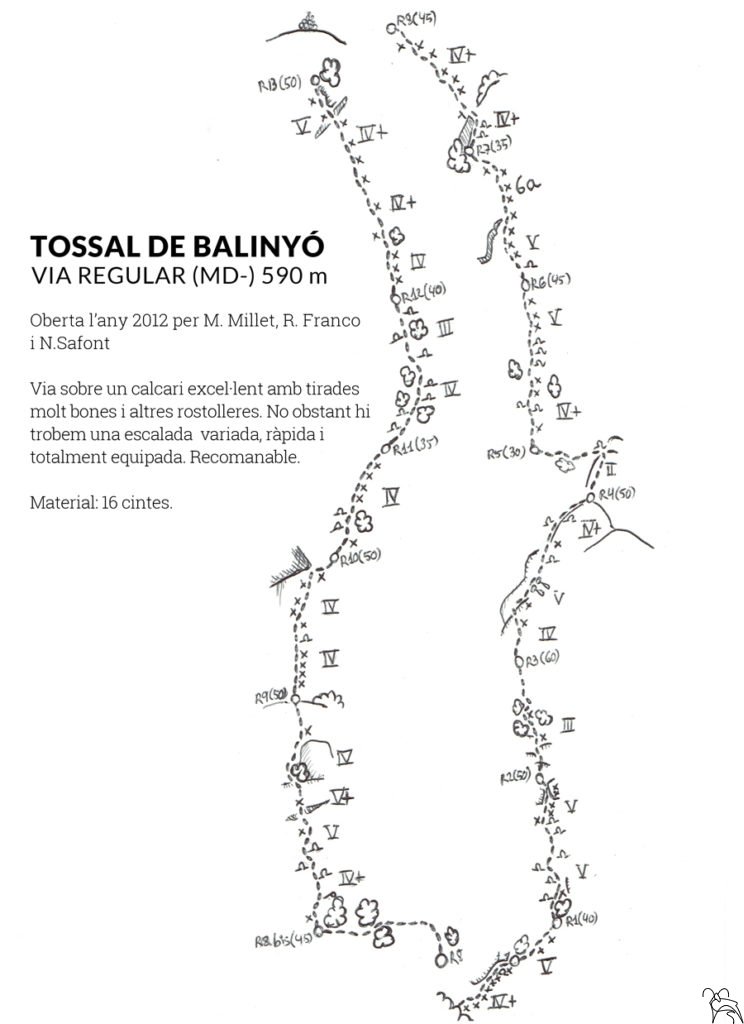 TOSSAL DE BALINYÓ
VIA REGULAR (MD-) 590 m
Oberta l'any 2012 per M. Millet, R. Franco
i N.Safont
Via sobre un calcari excel·lent amb tirades
molt bones i altres rostolleres. No obstant hi
trobem una escalada variada, ràpida i
totalment equipada. Recomanable.
Material: 16 cintes.
R13(50)
V
IV+
IV+
IV
R12(40)
III
IV
R11(35)
IV
R10(50)
IV
IV
R9(50)
IV
V+
V
IV+
R8bis(45)
R8
R8(45)
IV+
IV+
R7(35)
6a
V
R6(45)
V
IV+
R5(30)
II
R4(50)
IV+
V
IV
R3(60)
III
R2(50)
V
V
R1(40)
V
IV+